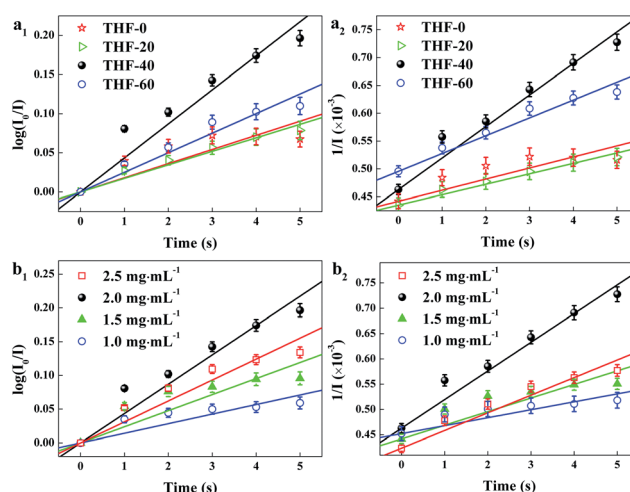 a₁
THF-0
THF-20
THF-40
THF-60
log(I₀/I)
0.20
0.15
0.10
0.05
0.00
0 1 2 3 4 5
Time (s)
a₂
THF-0
THF-20
THF-40
THF-60
1/I (×10⁻³)
0.75
0.70
0.65
0.60
0.55
0.50
0.45
0 1 2 3 4 5
Time (s)
b₁
2.5 mg·mL⁻¹
2.0 mg·mL⁻¹
1.5 mg·mL⁻¹
1.0 mg·mL⁻¹
log(I₀/I)
0.25
0.20
0.15
0.10
0.05
0.00
0 1 2 3 4 5
Time (s)
b₂
2.5 mg·mL⁻¹
2.0 mg·mL⁻¹
1.5 mg·mL⁻¹
1.0 mg·mL⁻¹
1/I (×10⁻³)
0.75
0.70
0.65
0.60
0.55
0.50
0.45
0 1 2 3 4 5
Time (s)